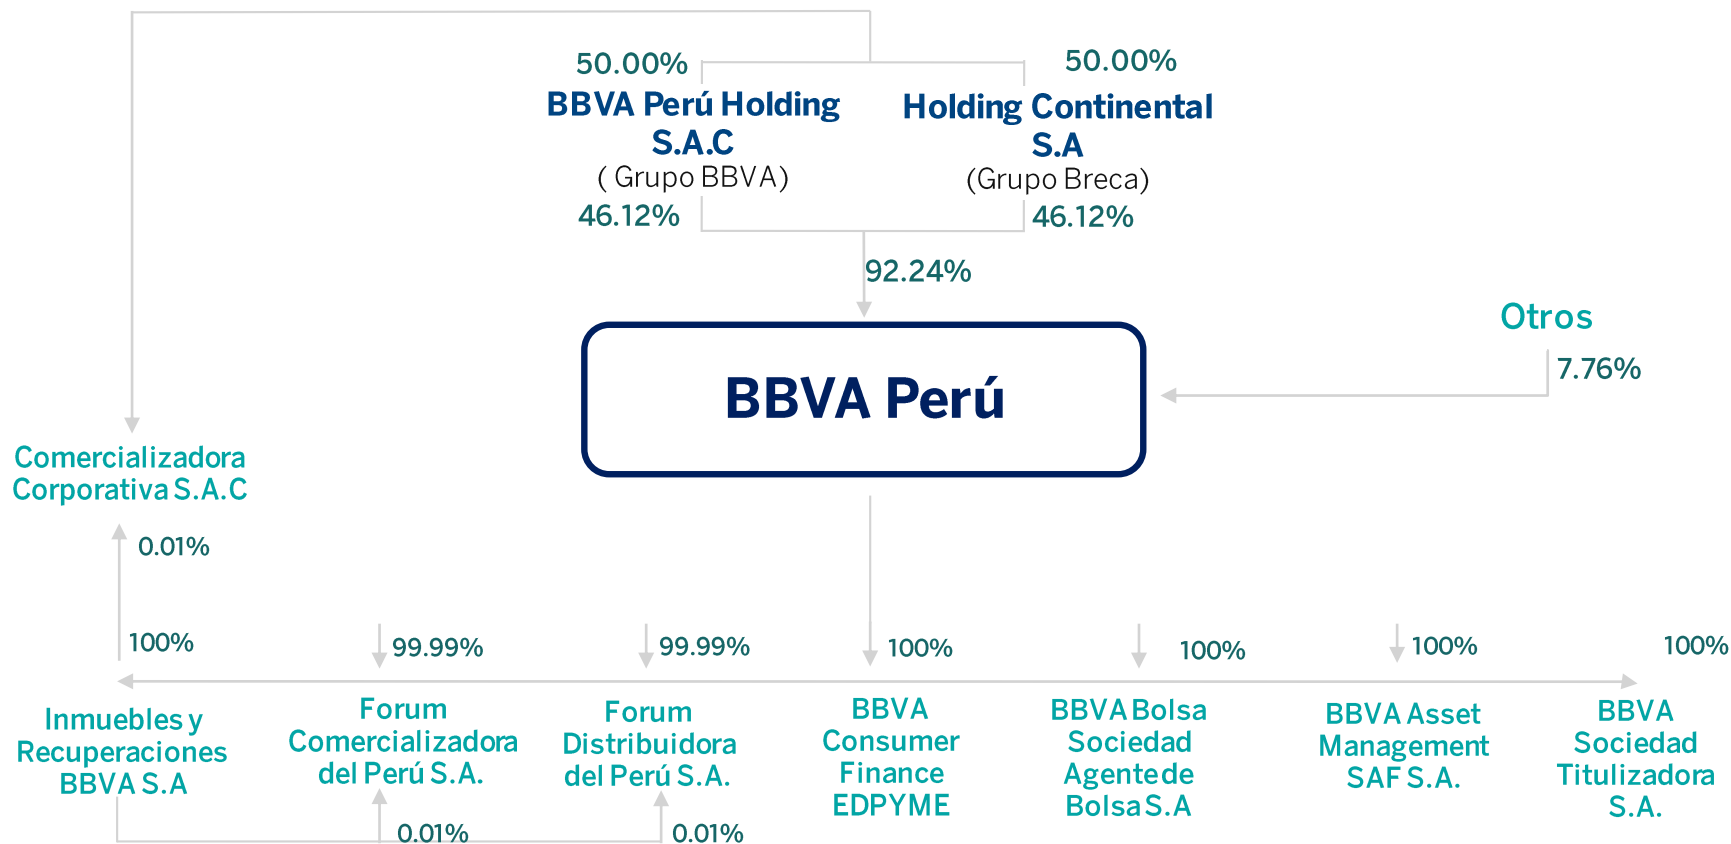 50.00%
50.00%
BBVA Perú Holding
S.A.C
( Grupo BBVA)
Holding Continental
S.A
(Grupo Breca)
46.12%
46.12%
92.24%
Otros
7.76%
BBVA Perú
Comercializadora
Corporativa S.A.C
0.01%
100%
99.99%
99.99%
100%
100%
100%
100%
Inmuebles y
Recuperaciones
BBVA S.A
Forum
Comercializadora
del Perú S.A.
Forum
Distribuidora
del Perú S.A.
BBVA
Consumer
Finance
EDPYME
BBVA Bolsa
Sociedad
Agente de
Bolsa S.A
BBVA Asset
Management
SAF S.A.
BBVA
Sociedad
Titulizadora
S.A.
0.01%
0.01%